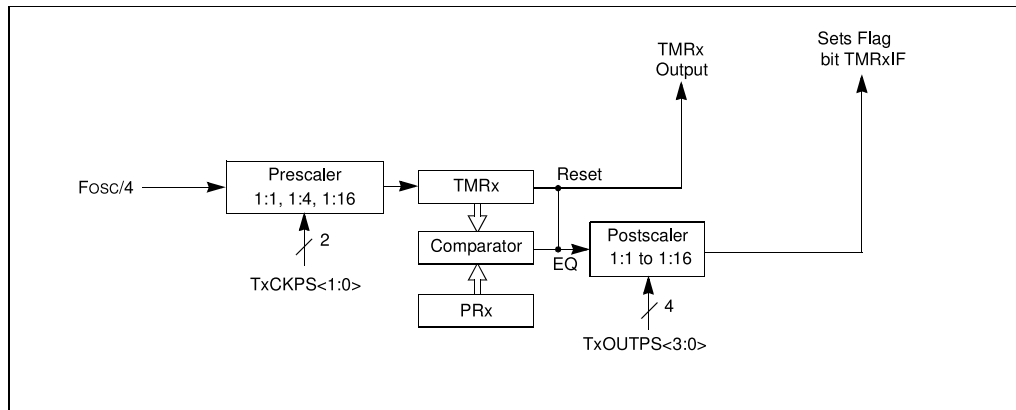 TMRx
Output
Sets Flag
bit TMRxIF
FOSC/4
Prescaler
1:1, 1:4, 1:16
2
TxCKPS<1:0>
TMRx
Reset
Comparator
EQ
PRx
Postscaler
1:1 to 1:16
4
TxOUTPS<3:0>